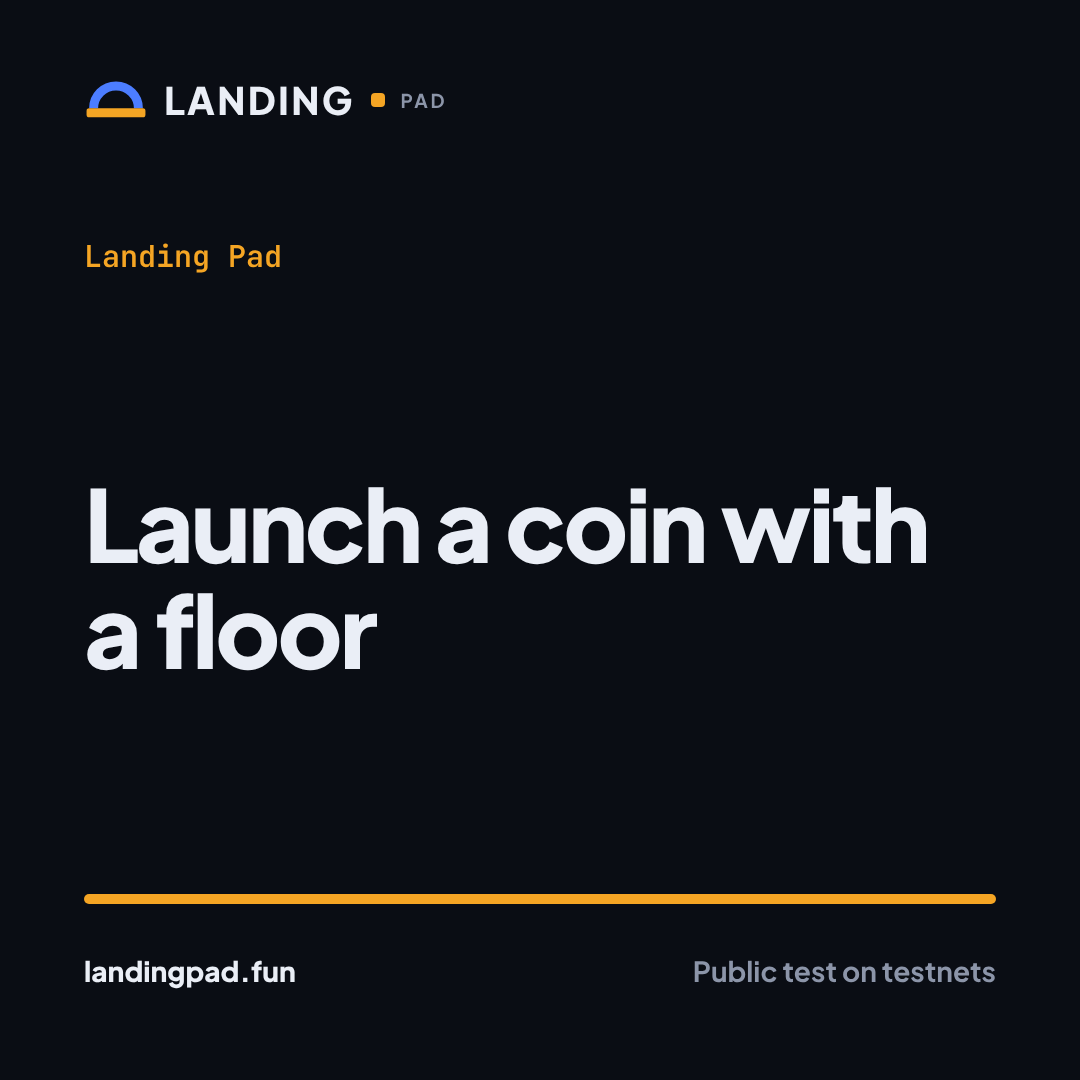 LANDING PAD
Landing Pad
Launch a coin with
a floor
landingpad.fun
Public test on testnets